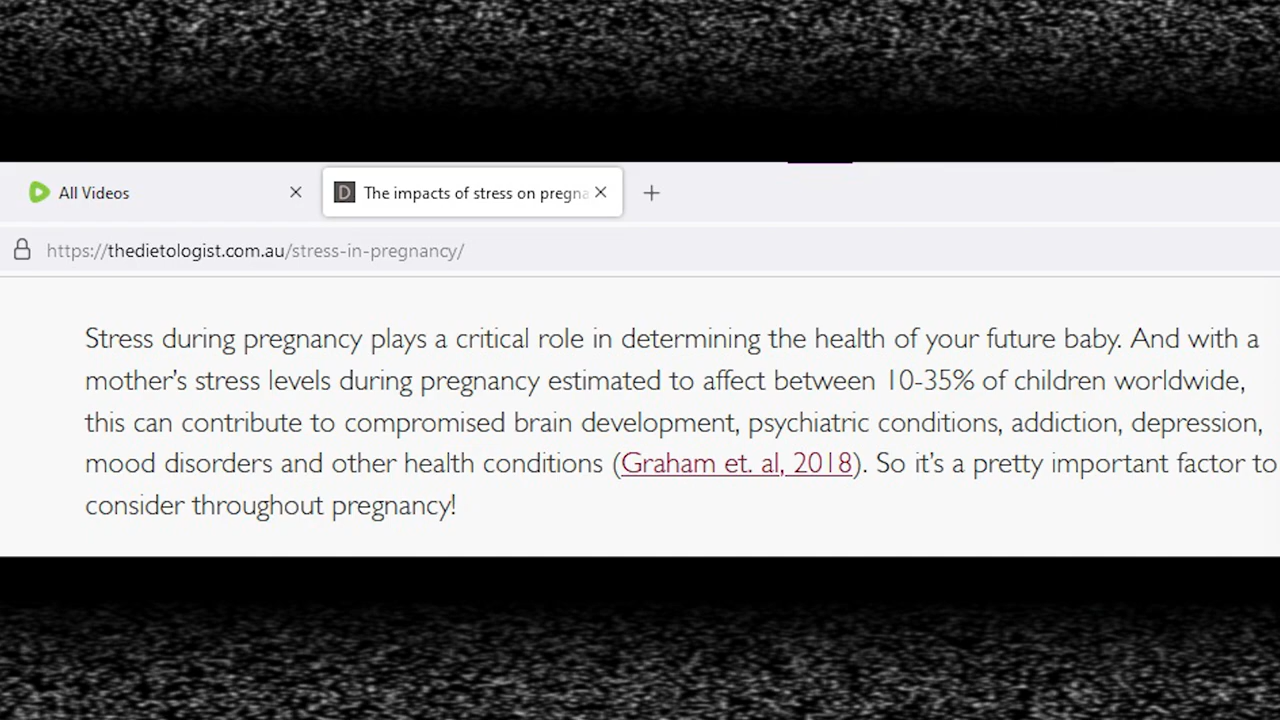 All Videos
The impacts of stress on pregna
https://thedietologist.com.au/stress-in-pregnancy/
Stress during pregnancy plays a critical role in determining the health of your future baby. And with a
mother’s stress levels during pregnancy estimated to affect between 10-35% of children worldwide,
this can contribute to compromised brain development, psychiatric conditions, addiction, depression,
mood disorders and other health conditions (Graham et. al, 2018). So it’s a pretty important factor to
consider throughout pregnancy!